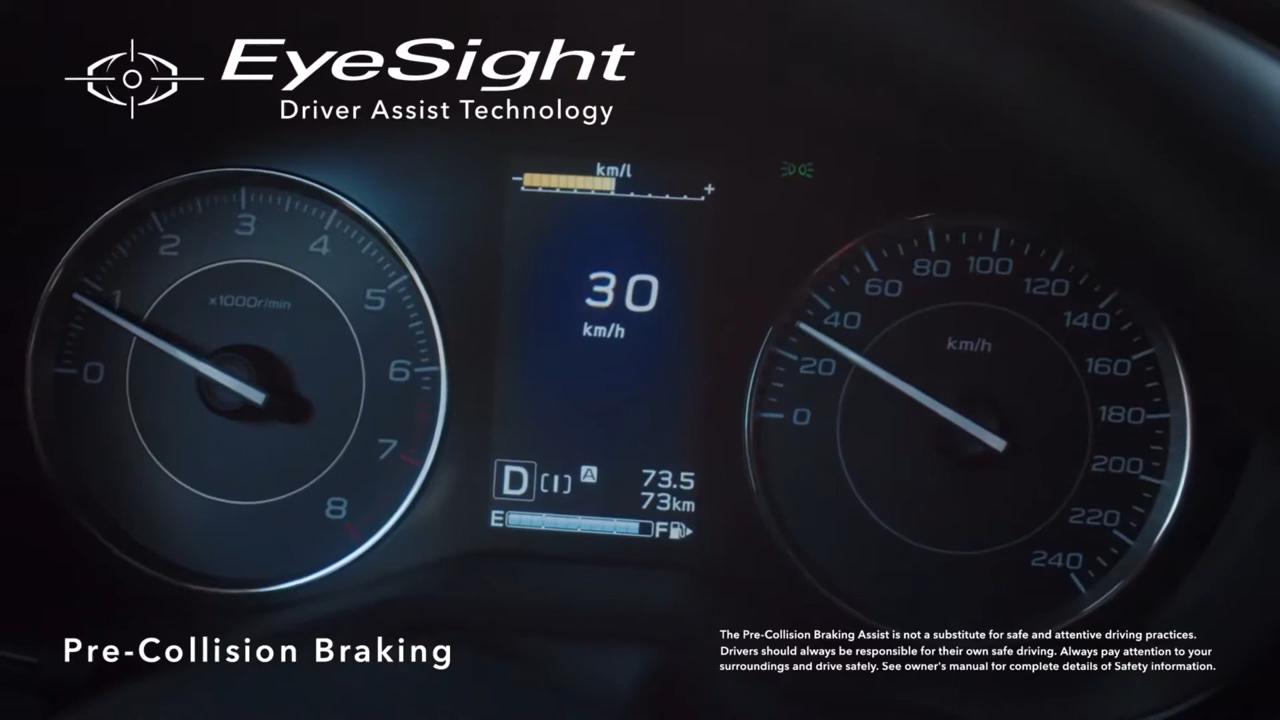 EyeSight
Driver Assist Technology
km/l
- +
3
2 4
1 5
x1000r/min
0 6
7
8
30
km/h
D [I] A 73.5
73km
E F
80 100
60 120
40 140
km/h
20 160
0 180
200
220
240
Pre-Collision Braking
The Pre-Collision Braking Assist is not a substitute for safe and attentive driving practices.
Drivers should always be responsible for their own safe driving. Always pay attention to your
surroundings and drive safely. See owner's manual for complete details of Safety information.